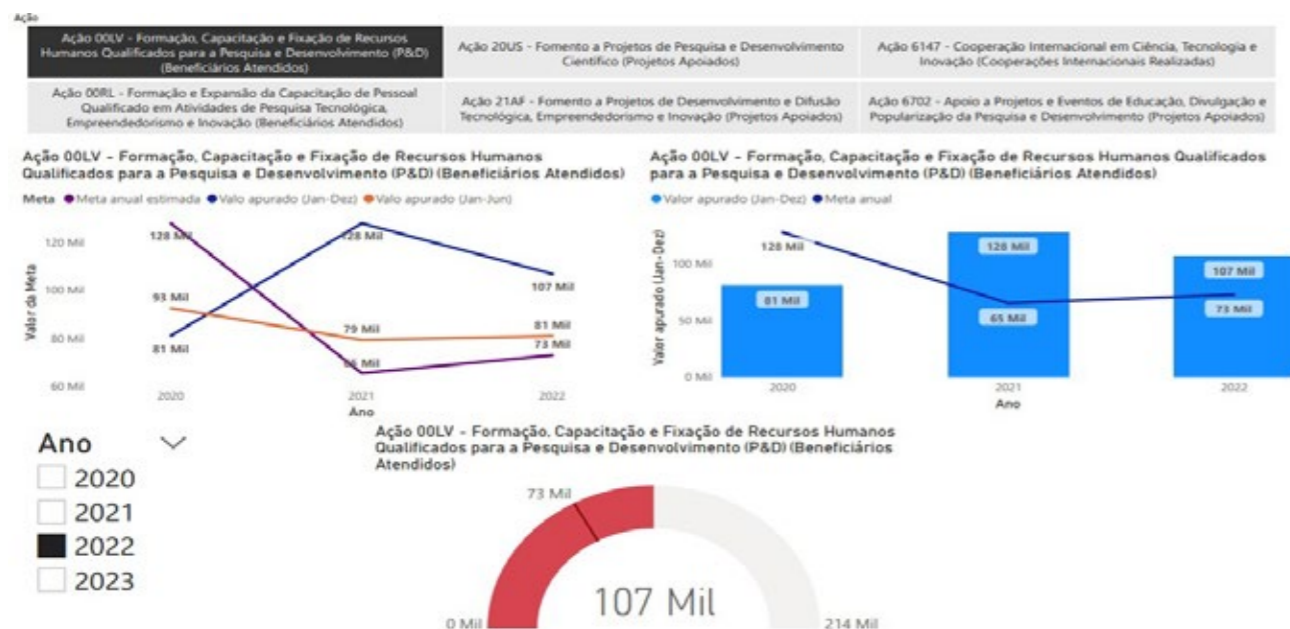 Ação
Ação 00LV - Formação, Capacitação e Fixação de Recursos
Humanos Qualificados para a Pesquisa e Desenvolvimento (P&D)
(Beneficiários Atendidos)
Ação 20US - Fomento a Projetos de Pesquisa e Desenvolvimento
Científico (Projetos Apoiados)
Ação 6147 - Cooperação Internacional em Ciência, Tecnologia e
Inovação (Cooperações Internacionais Realizadas)
Ação 00RL - Formação e Expansão da Capacitação de Pessoal
Qualificado em Atividades de Pesquisa Tecnológica,
Empreendedorismo e Inovação (Beneficiários Atendidos)
Ação 21AF - Fomento a Projetos de Desenvolvimento e Difusão
Tecnológica, Empreendedorismo e Inovação (Projetos Apoiados)
Ação 6702 - Apoio a Projetos e Eventos de Educação, Divulgação e
Popularização da Pesquisa e Desenvolvimento (Projetos Apoiados)
Ação 00LV - Formação, Capacitação e Fixação de Recursos Humanos
Qualificados para a Pesquisa e Desenvolvimento (P&D) (Beneficiários Atendidos)
Meta Meta anual estimada Valo apurado (Jan-Dez) Valo apurado (Jan-Jun)
Valor da Meta
120 Mil
100 Mil
80 Mil
60 Mil
128 Mil
93 Mil
81 Mil
128 Mil
79 Mil
Mil
107 Mil
81 Mil
73 Mil
2020
2021
2022
Ano
Ação 00LV - Formação, Capacitação e Fixação de Recursos Humanos Qualificados
para a Pesquisa e Desenvolvimento (P&D) (Beneficiários Atendidos)
Valor apurado (Jan-Dez) Meta anual
Valor apurado (Jan-Dez)
100 Mil
50 Mil
0 Mil
128 Mil
81 Mil
128 Mil
65 Mil
107 Mil
73 Mil
2020
2021
2022
Ano
Ano
2020
2021
2022
2023
Ação 00LV - Formação, Capacitação e Fixação de Recursos Humanos
Qualificados para a Pesquisa e Desenvolvimento (P&D) (Beneficiários
Atendidos)
73 Mil
107 Mil
0 Mil
214 Mil